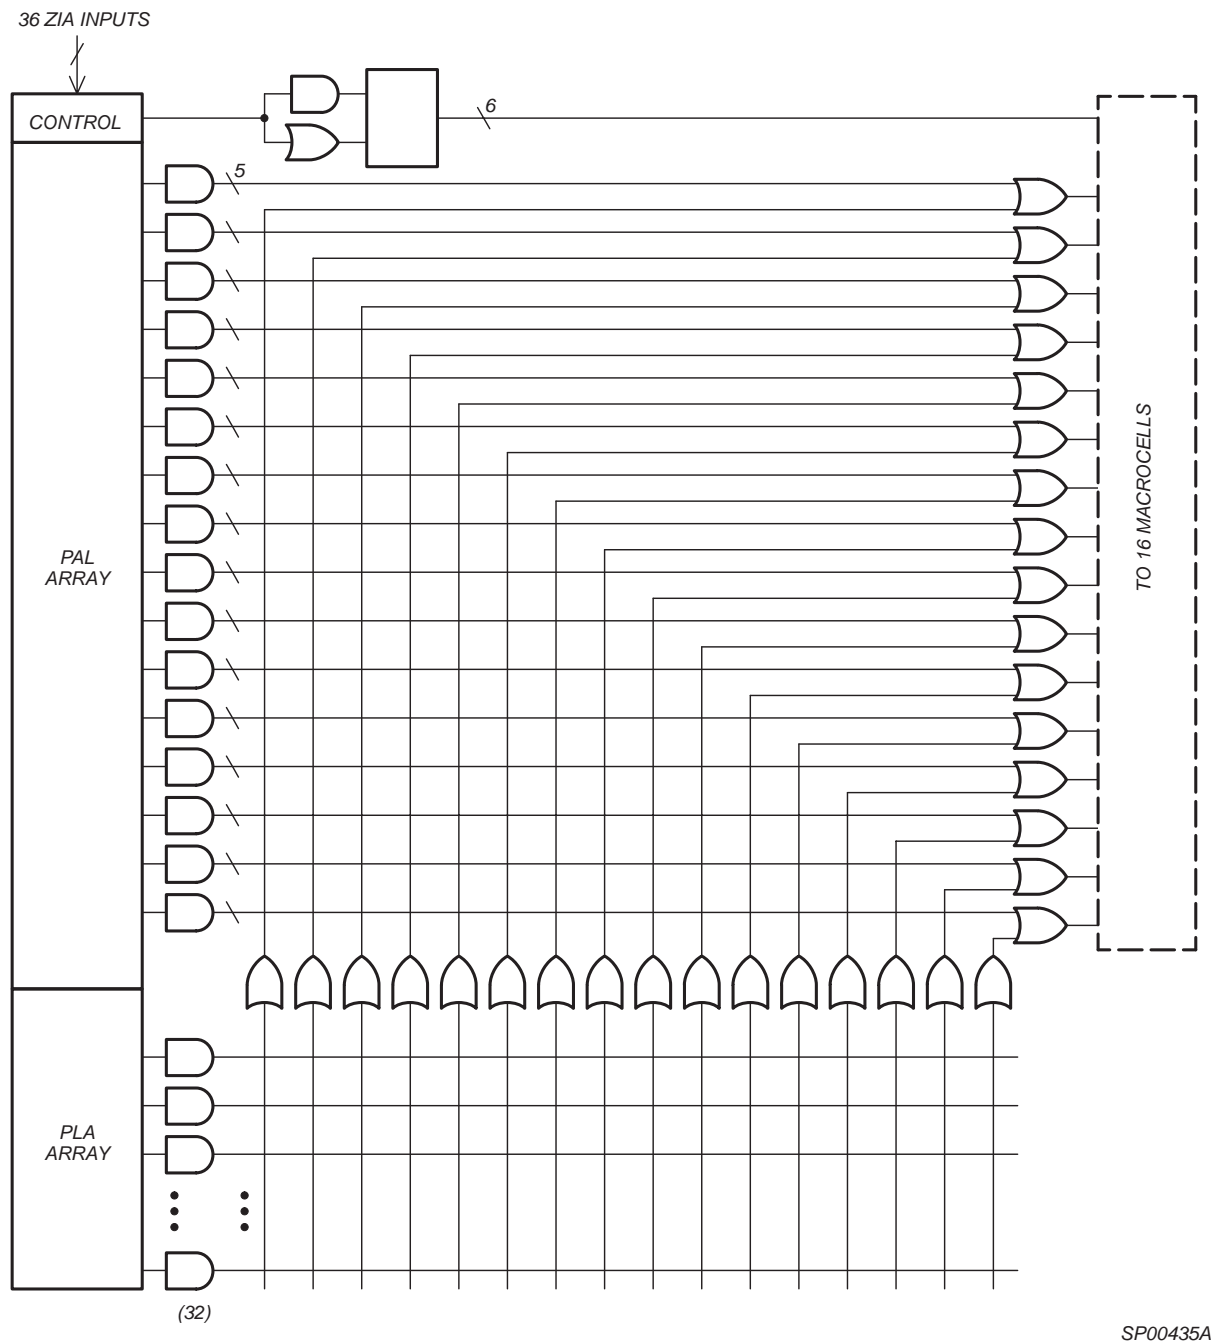 36 ZIA INPUTS
CONTROL
6
5
PAL
ARRAY
TO 16 MACROCELLS
PLA
ARRAY
(32)
SP00435A